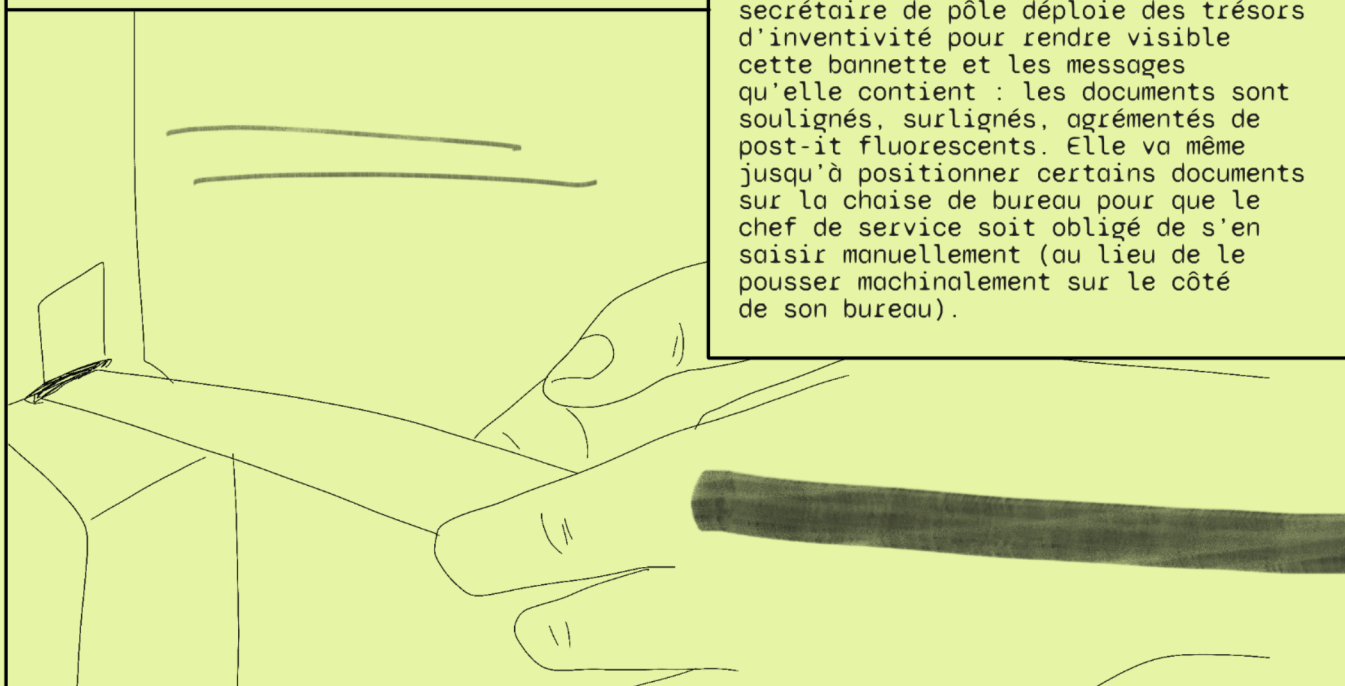 secrétaire de pôle déploie des trésors
d'inventivité pour rendre visible
cette bannette et les messages
qu'elle contient : les documents sont
soulignés, surlignés, agrémentés de
post-it fluorescents. Elle va même
jusqu'à positionner certains documents
sur la chaise de bureau pour que le
chef de service soit obligé de s'en
saisir manuellement (au lieu de le
pousser machinalement sur le côté
de son bureau).